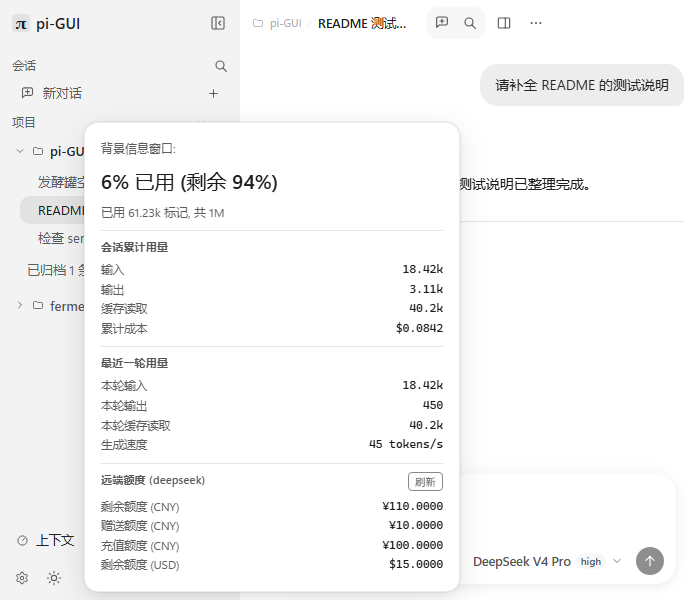 pi-GUI
会话
新对话
项目
pi-GU
发酵罐空
README
检查 ser
已归档 1 条
ferme
上下文
pi-GUI / README 测试...
请补全 README 的测试说明
测试说明已整理完成。
背景信息窗口:
6% 已用 (剩余 94%)
已用 61.23k 标记, 共 1M
会话累计用量
输入 18.42k
输出 3.11k
缓存读取 40.2k
累计成本 $0.0842
最近一轮用量
本轮输入 18.42k
本轮输出 450
本轮缓存读取 40.2k
生成速度 45 tokens/s
远端额度 (deepseek) 刷新
剩余额度 (CNY) ¥110.0000
赠送额度 (CNY) ¥10.0000
充值额度 (CNY) ¥100.0000
剩余额度 (USD) $15.0000
DeepSeek V4 Pro high